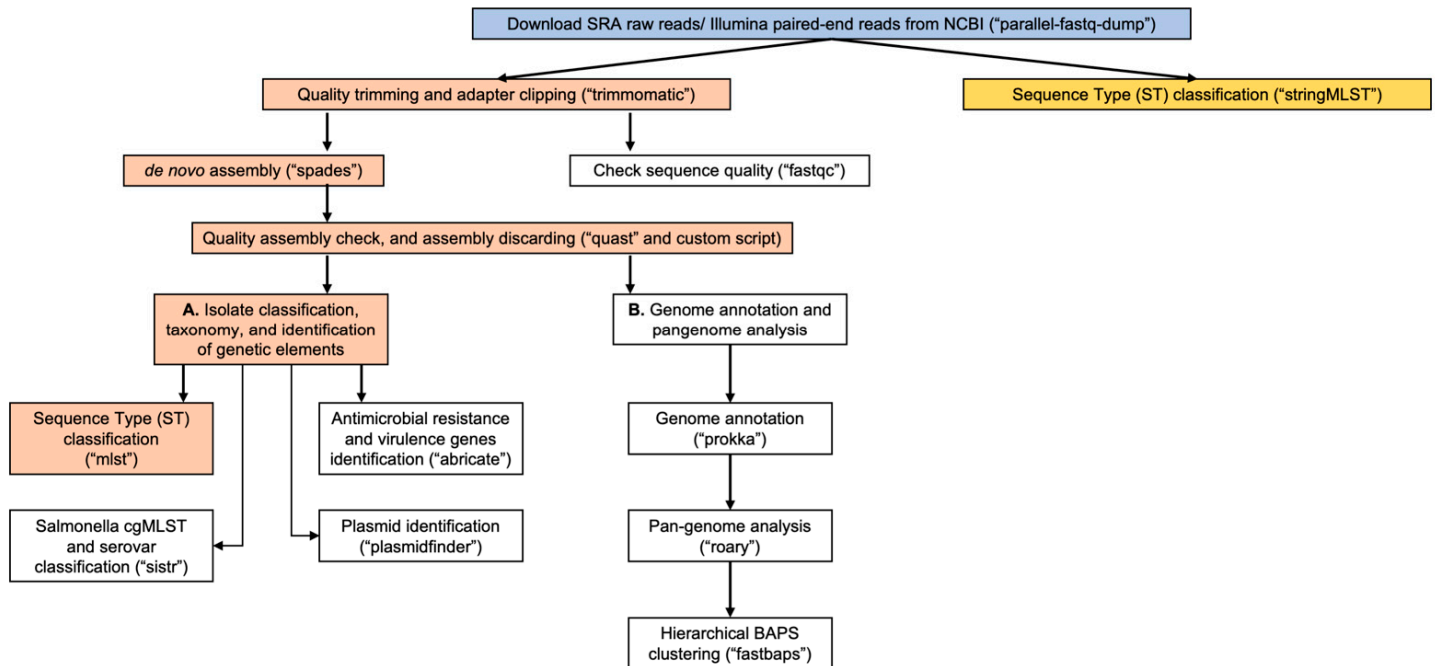 Download SRA raw reads/ Illumina paired-end reads from NCBI (“parallel-fastq-dump”)
Quality trimming and adapter clipping (“trimmomatic”)
Sequence Type (ST) classification (“stringMLST”)
de novo assembly (“spades”)
Check sequence quality (“fastqc”)
Quality assembly check, and assembly discarding (“quast” and custom script)
A. Isolate classification,
taxonomy, and identification
of genetic elements
B. Genome annotation and
pangenome analysis
Sequence Type (ST)
classification
(“mlst”)
Antimicrobial resistance
and virulence genes
identification (“abricate”)
Genome annotation
(“prokka”)
Salmonella cgMLST
and serovar
classification (“sistr”)
Plasmid identification
(“plasmidfinder”)
Pan-genome analysis
(“roary”)
Hierarchical BAPS
clustering (“fastbaps”)